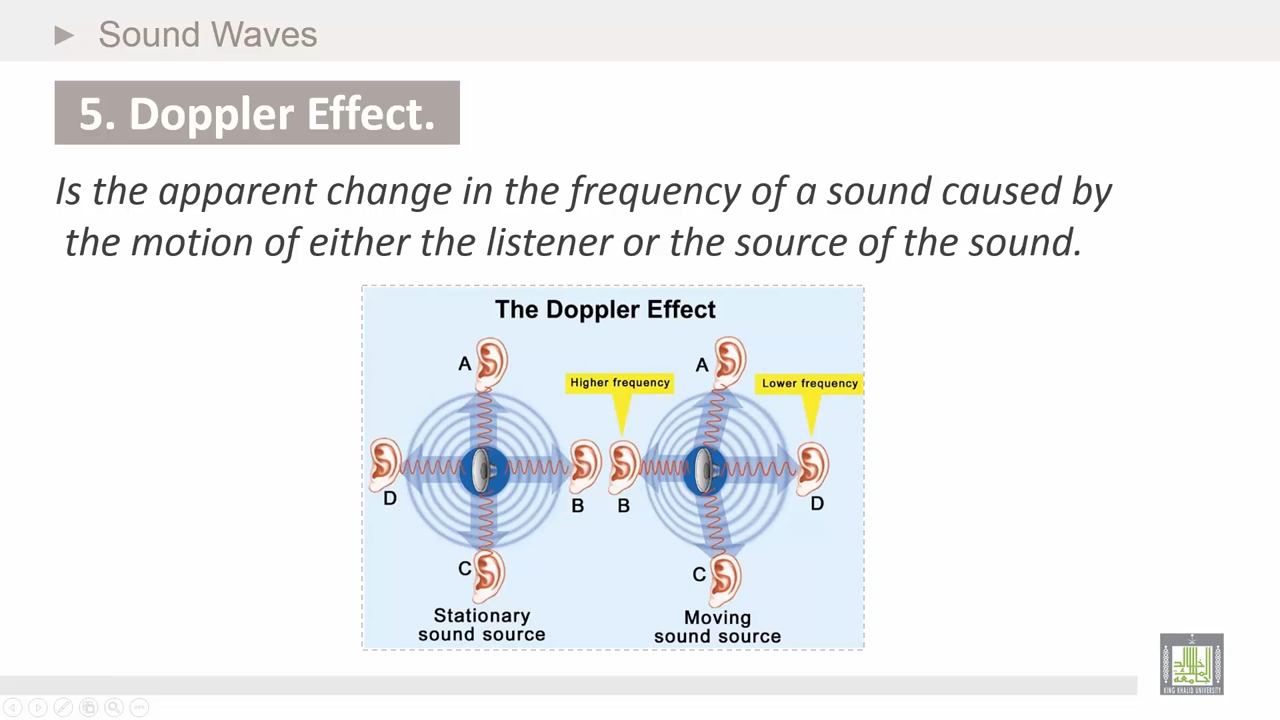 Sound Waves
5. Doppler Effect.
Is the apparent change in the frequency of a sound caused by
the motion of either the listener or the source of the sound.
The Doppler Effect
A
A
Higher frequency
Lower frequency
D
B
B
D
C
C
Stationary
sound source
Moving
sound source
KING KHALID UNIVERSITY